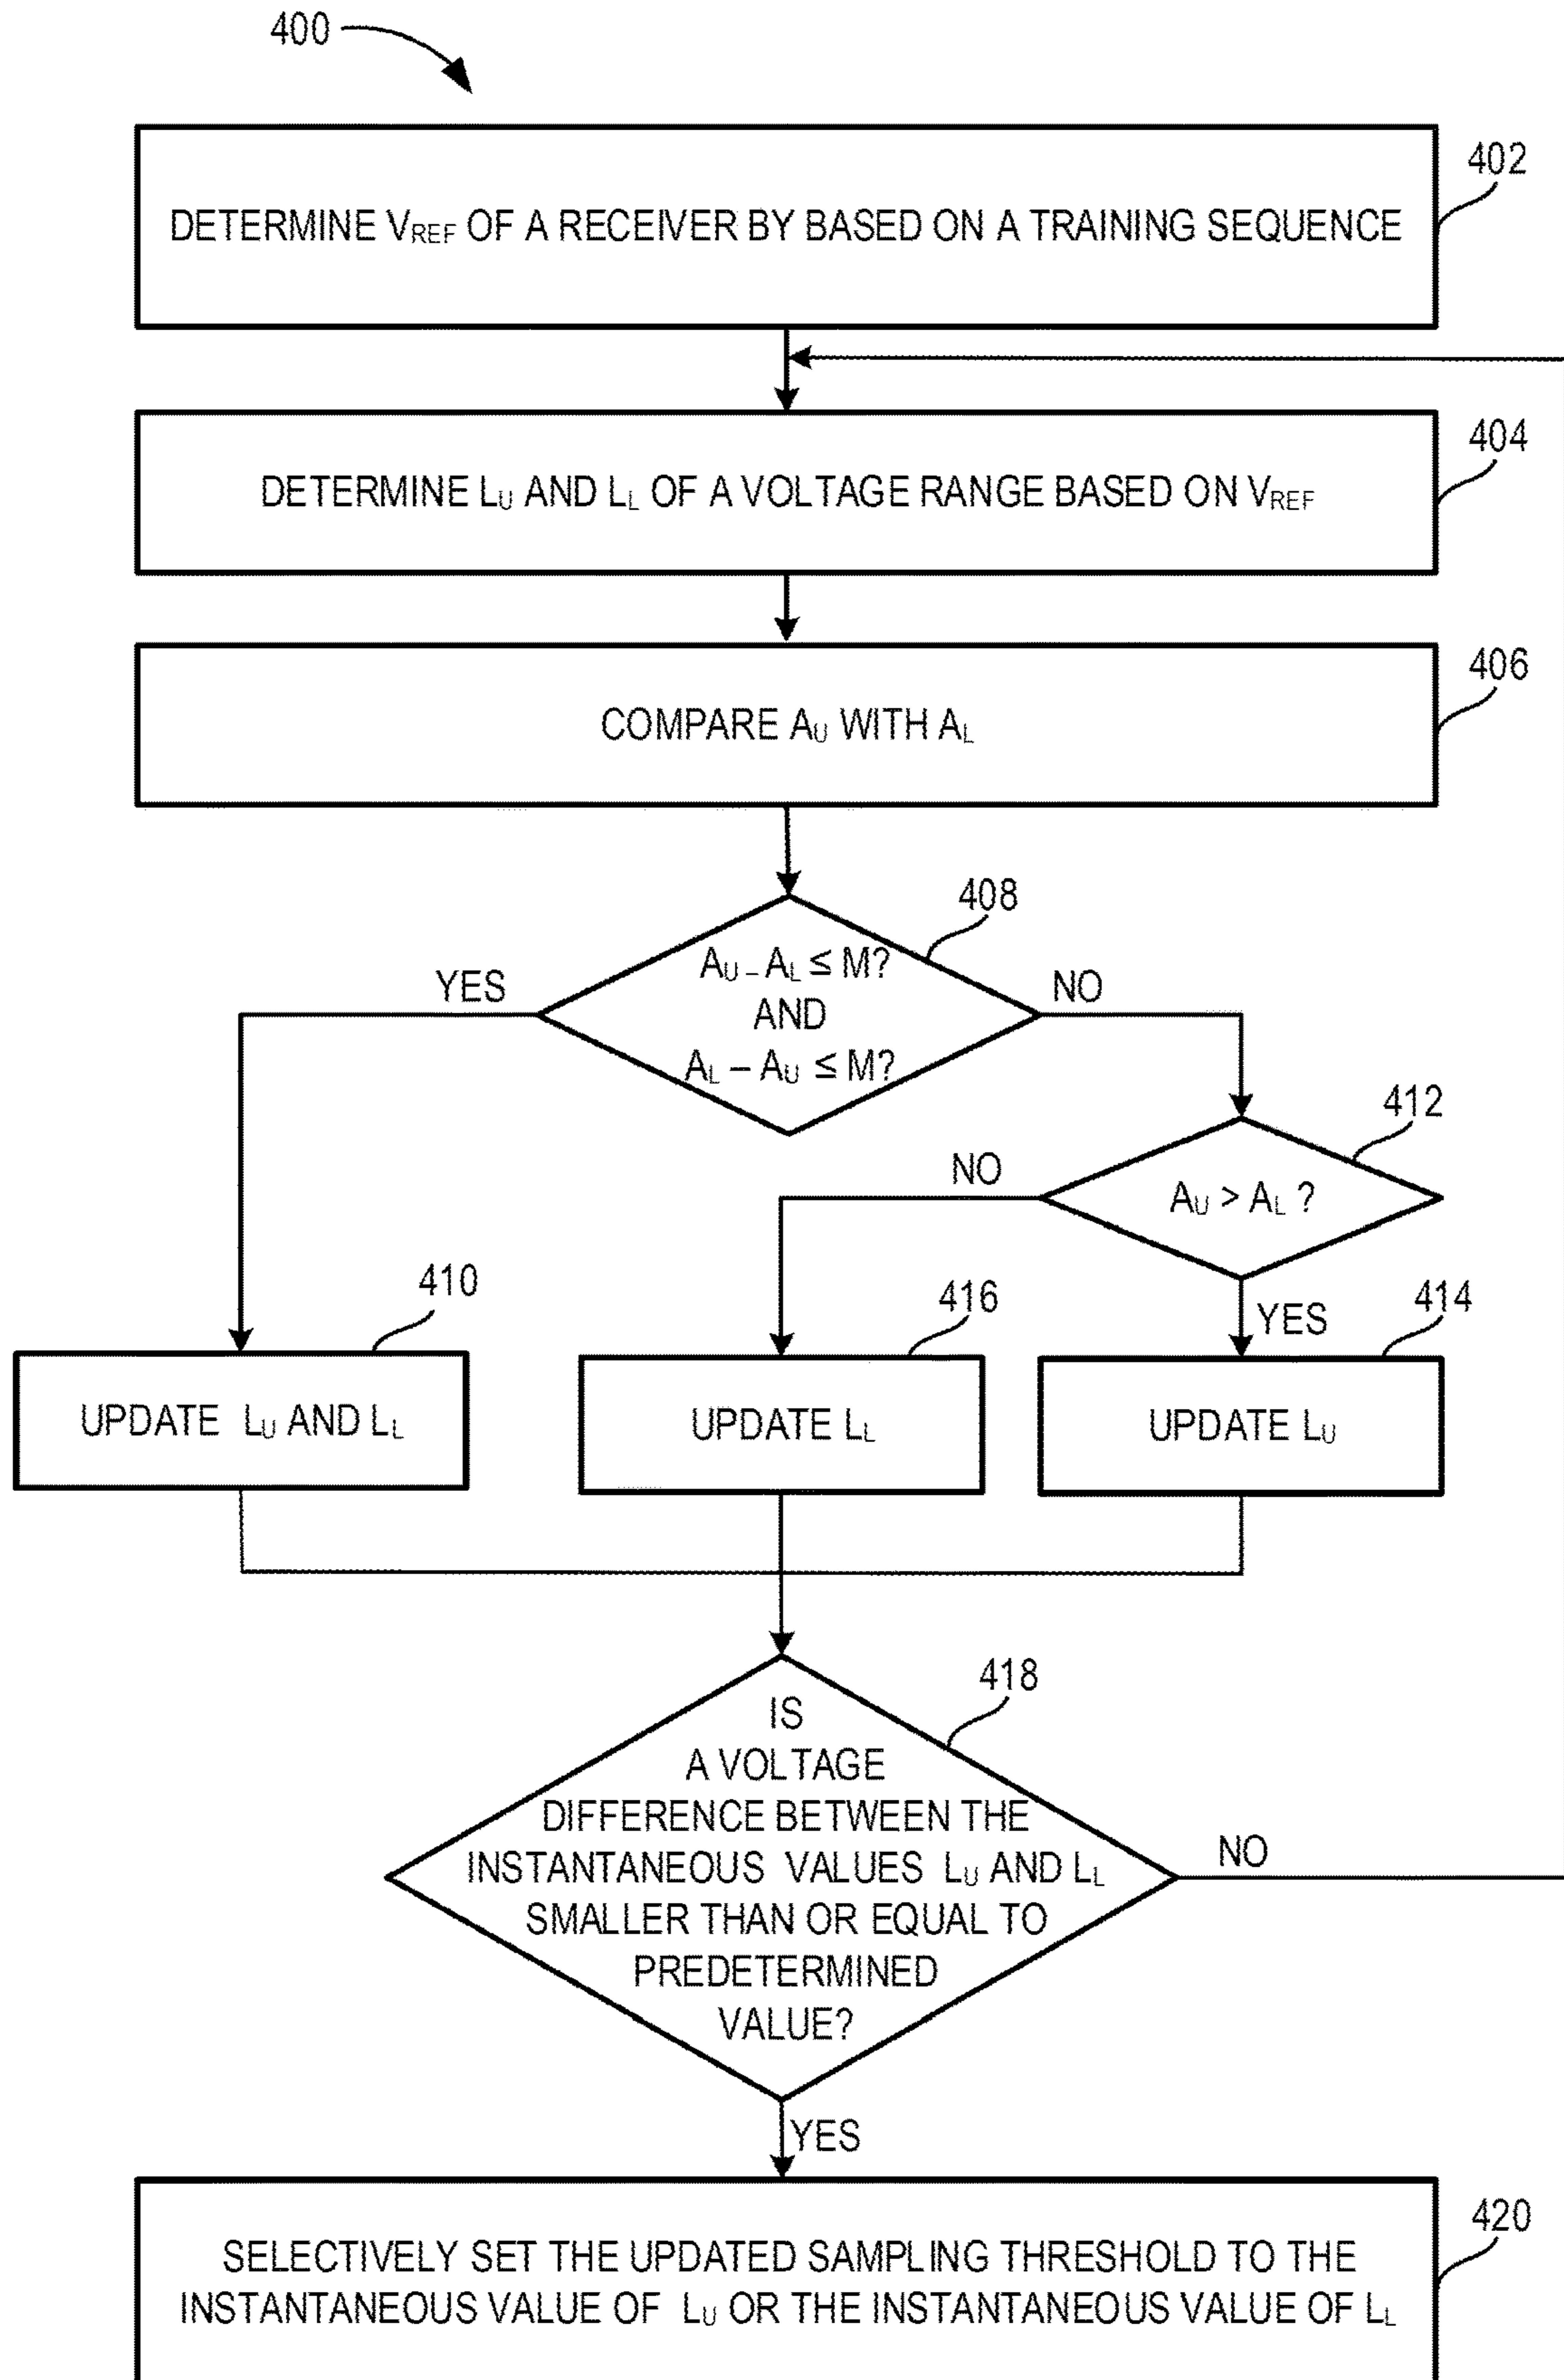 400
402
DETERMINE VREF OF A RECEIVER BY BASED ON A TRAINING SEQUENCE
404
DETERMINE LU AND LL OF A VOLTAGE RANGE BASED ON VREF
406
COMPARE AU WITH AL
408
AU – AL ≤ M?
AND
AL – AU ≤ M?
YES
NO
412
AU > AL ?
NO
YES
410
UPDATE LU AND LL
416
UPDATE LL
414
UPDATE LU
418
IS
A VOLTAGE
DIFFERENCE BETWEEN THE
INSTANTANEOUS VALUES LU AND LL
SMALLER THAN OR EQUAL TO
PREDETERMINED
VALUE?
NO
YES
420
SELECTIVELY SET THE UPDATED SAMPLING THRESHOLD TO THE
INSTANTANEOUS VALUE OF LU OR THE INSTANTANEOUS VALUE OF LL